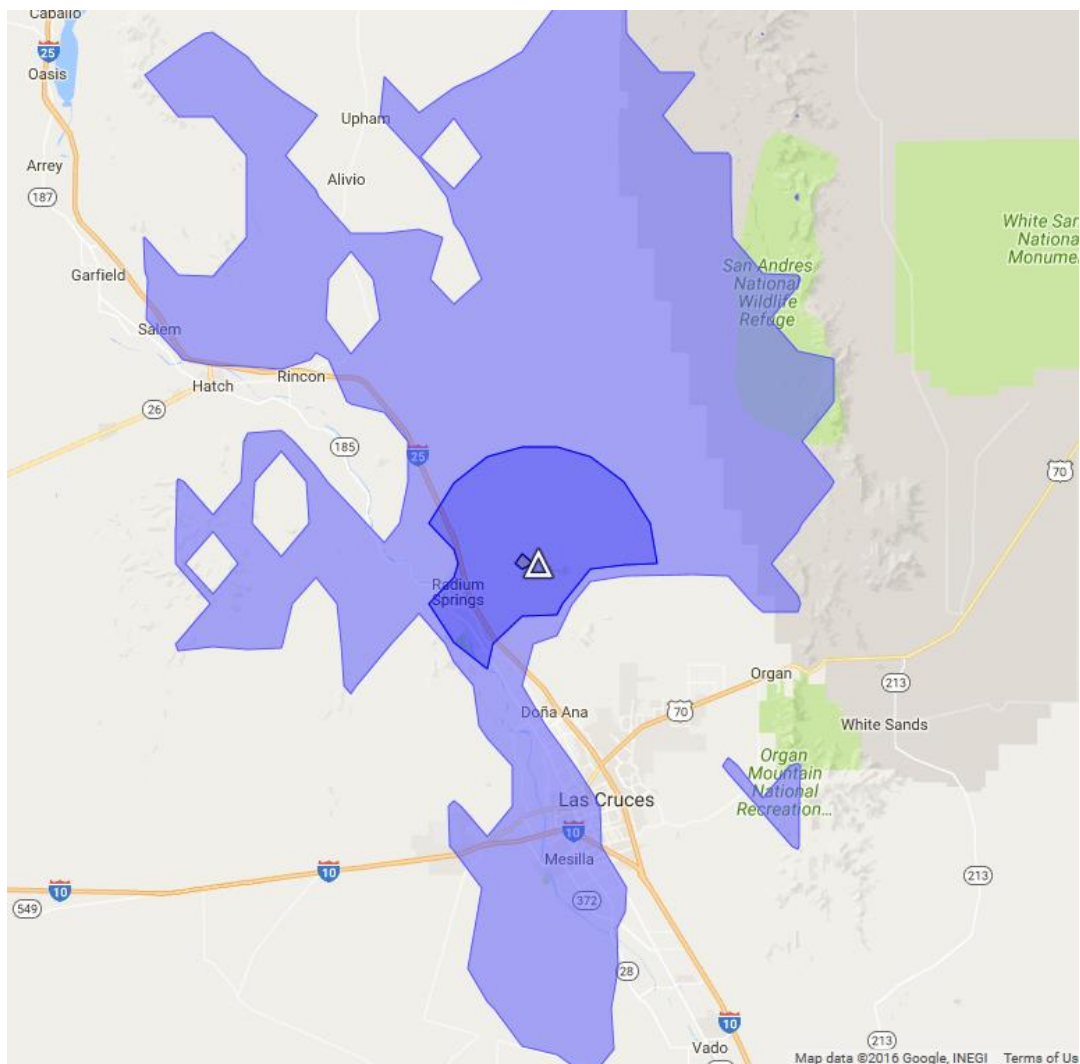 Caballo
25
Oasis
Upham
Arrey
187
Alivio
White San
National
Monumen
Garfield
San Andres
National
Wildlife
Refuge
Salem
Rincon
Hatch
26
185
25
70
Radium
Springs
Organ
213
70
Doña Ana
White Sands
Organ
Mountain
National
Recreation...
Las Cruces
10
Mesilla
10
10
213
372
549
28
10
213
Vado
Map data ©2016 Google, INEGI Terms of Us